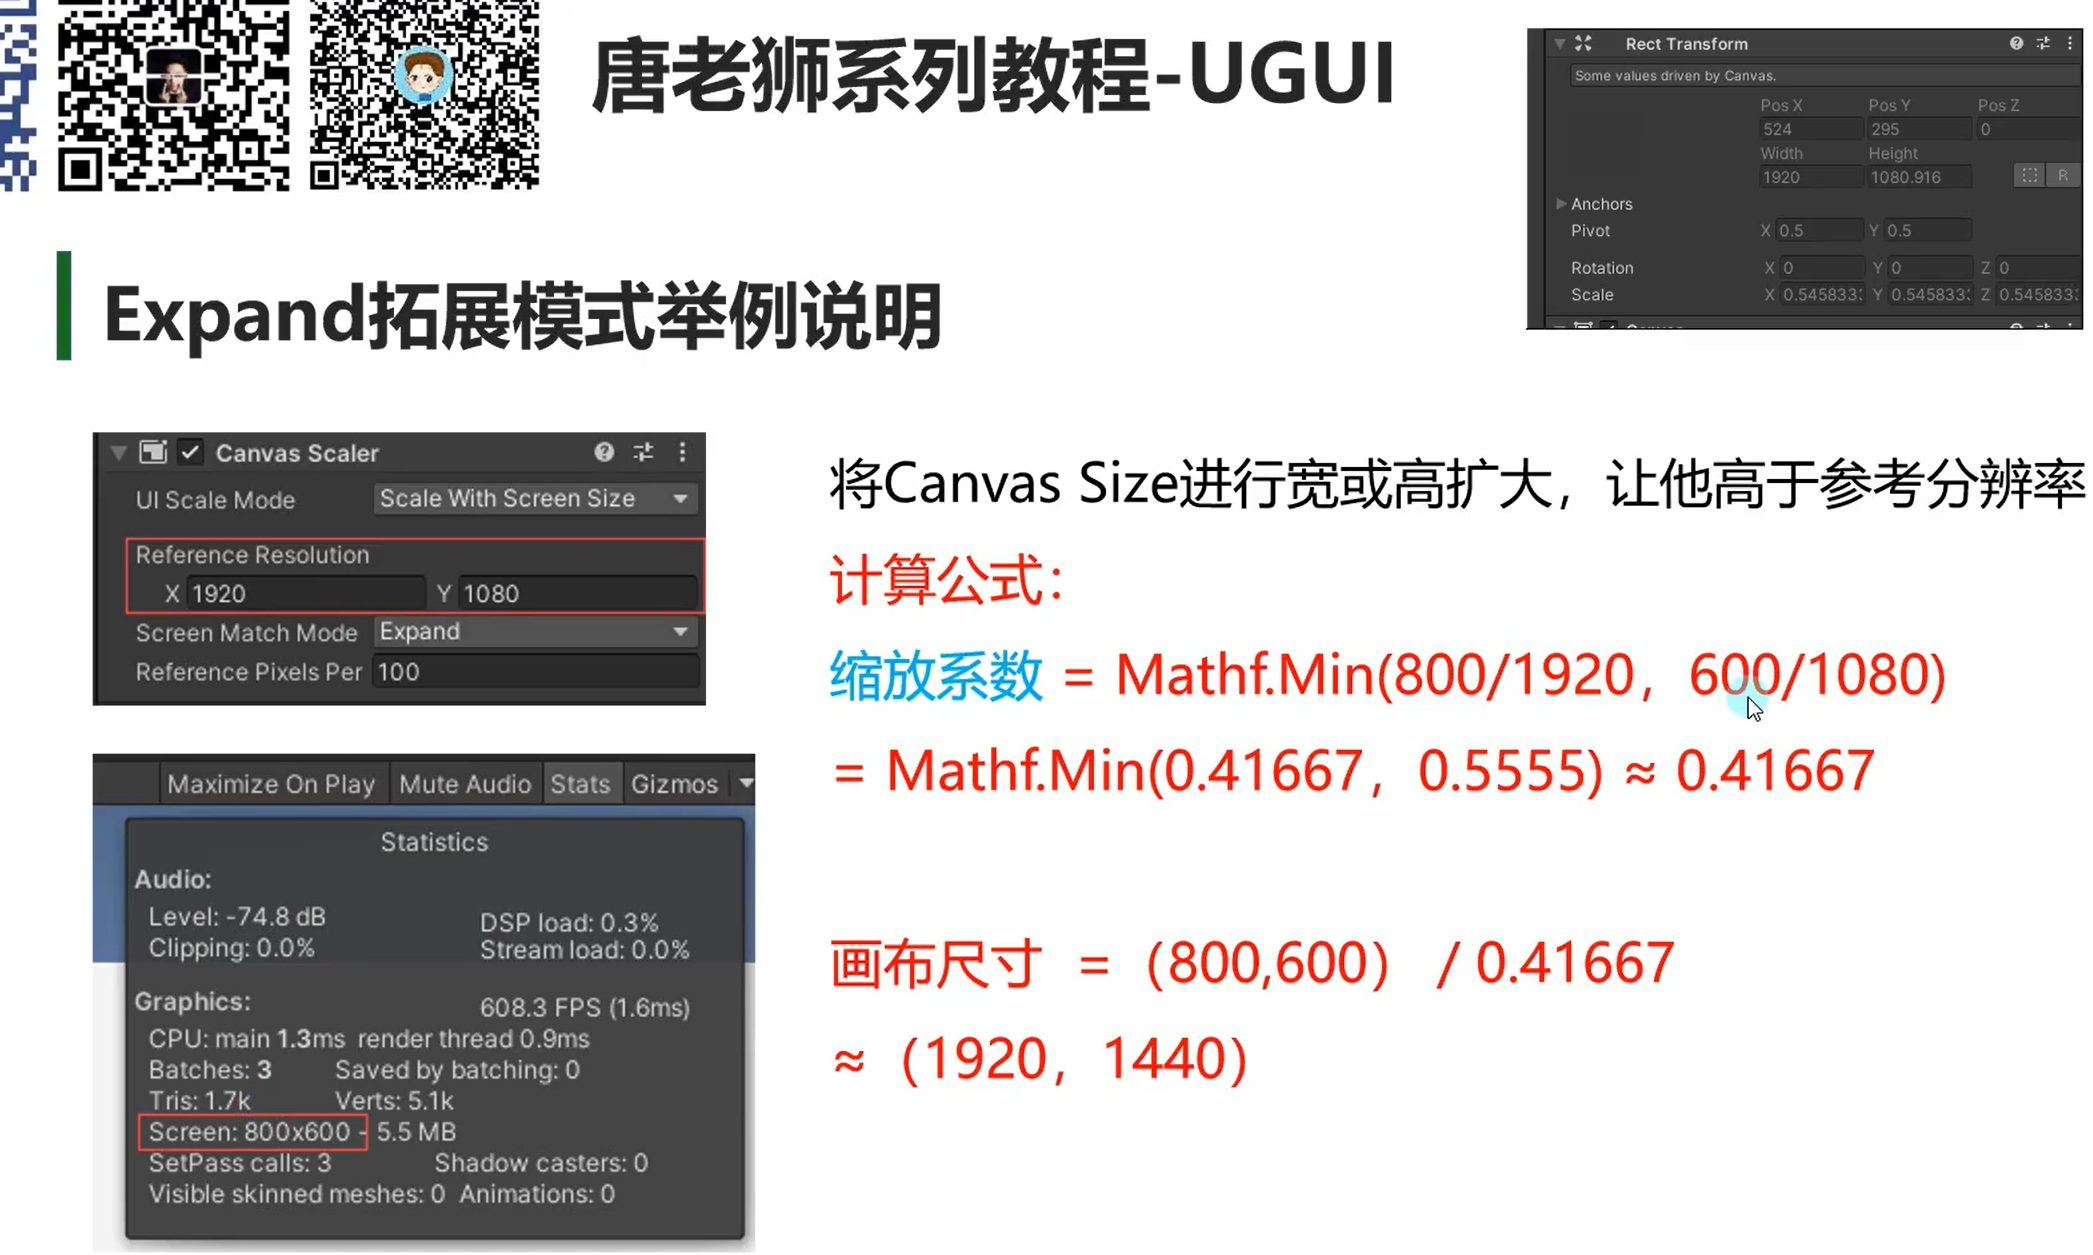 唐老狮系列教程-UGUI
Rect Transform
Some values driven by Canvas.
Pos X Pos Y Pos Z
524 295 0
Width Height
1920 1080.916
R
Anchors
Pivot X 0.5 Y 0.5
Rotation X 0 Y 0 Z 0
Scale X 0.545833 Y 0.545833 Z 0.545833
Expand拓展模式举例说明
Canvas Scaler
UI Scale Mode Scale With Screen Size
Reference Resolution
X 1920 Y 1080
Screen Match Mode Expand
Reference Pixels Per 100
将Canvas Size进行宽或高扩大，让他高于参考分辨率
计算公式：
缩放系数 = Mathf.Min(800/1920，600/1080)
= Mathf.Min(0.41667，0.5555) ≈ 0.41667
画布尺寸 =（800,600） / 0.41667
≈（1920，1440）
Maximize On Play Mute Audio Stats Gizmos
Statistics
Audio:
Level: -74.8 dB DSP load: 0.3%
Clipping: 0.0% Stream load: 0.0%
Graphics: 608.3 FPS (1.6ms)
CPU: main 1.3ms render thread 0.9ms
Batches: 3 Saved by batching: 0
Tris: 1.7k Verts: 5.1k
Screen: 800x600 - 5.5 MB
SetPass calls: 3 Shadow casters: 0
Visible skinned meshes: 0 Animations: 0